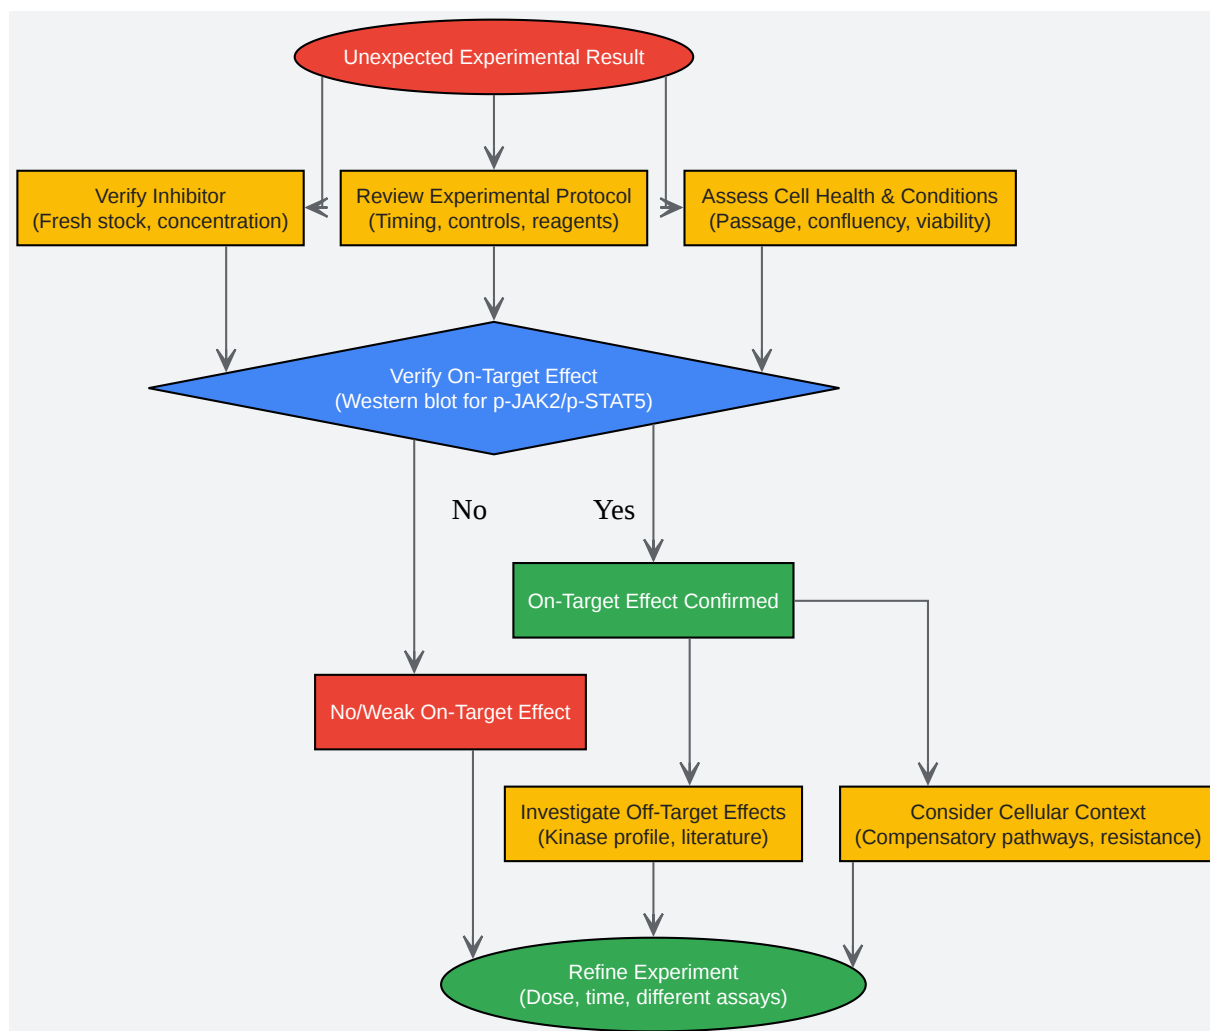 Unexpected Experimental Result
Verify Inhibitor
(Fresh stock, concentration)
Review Experimental Protocol
(Timing, controls, reagents)
Assess Cell Health & Conditions
(Passage, confluency, viability)
Verify On-Target Effect
(Western blot for p-JAK2/p-STAT5)
No
Yes
On-Target Effect Confirmed
No/Weak On-Target Effect
Investigate Off-Target Effects
(Kinase profile, literature)
Consider Cellular Context
(Compensatory pathways, resistance)
Refine Experiment
(Dose, time, different assays)